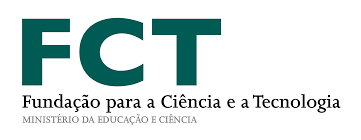 FCT
Fundação para a Ciência e a Tecnologia
MINISTÉRIO DA EDUCAÇÃO E CIÊNCIA